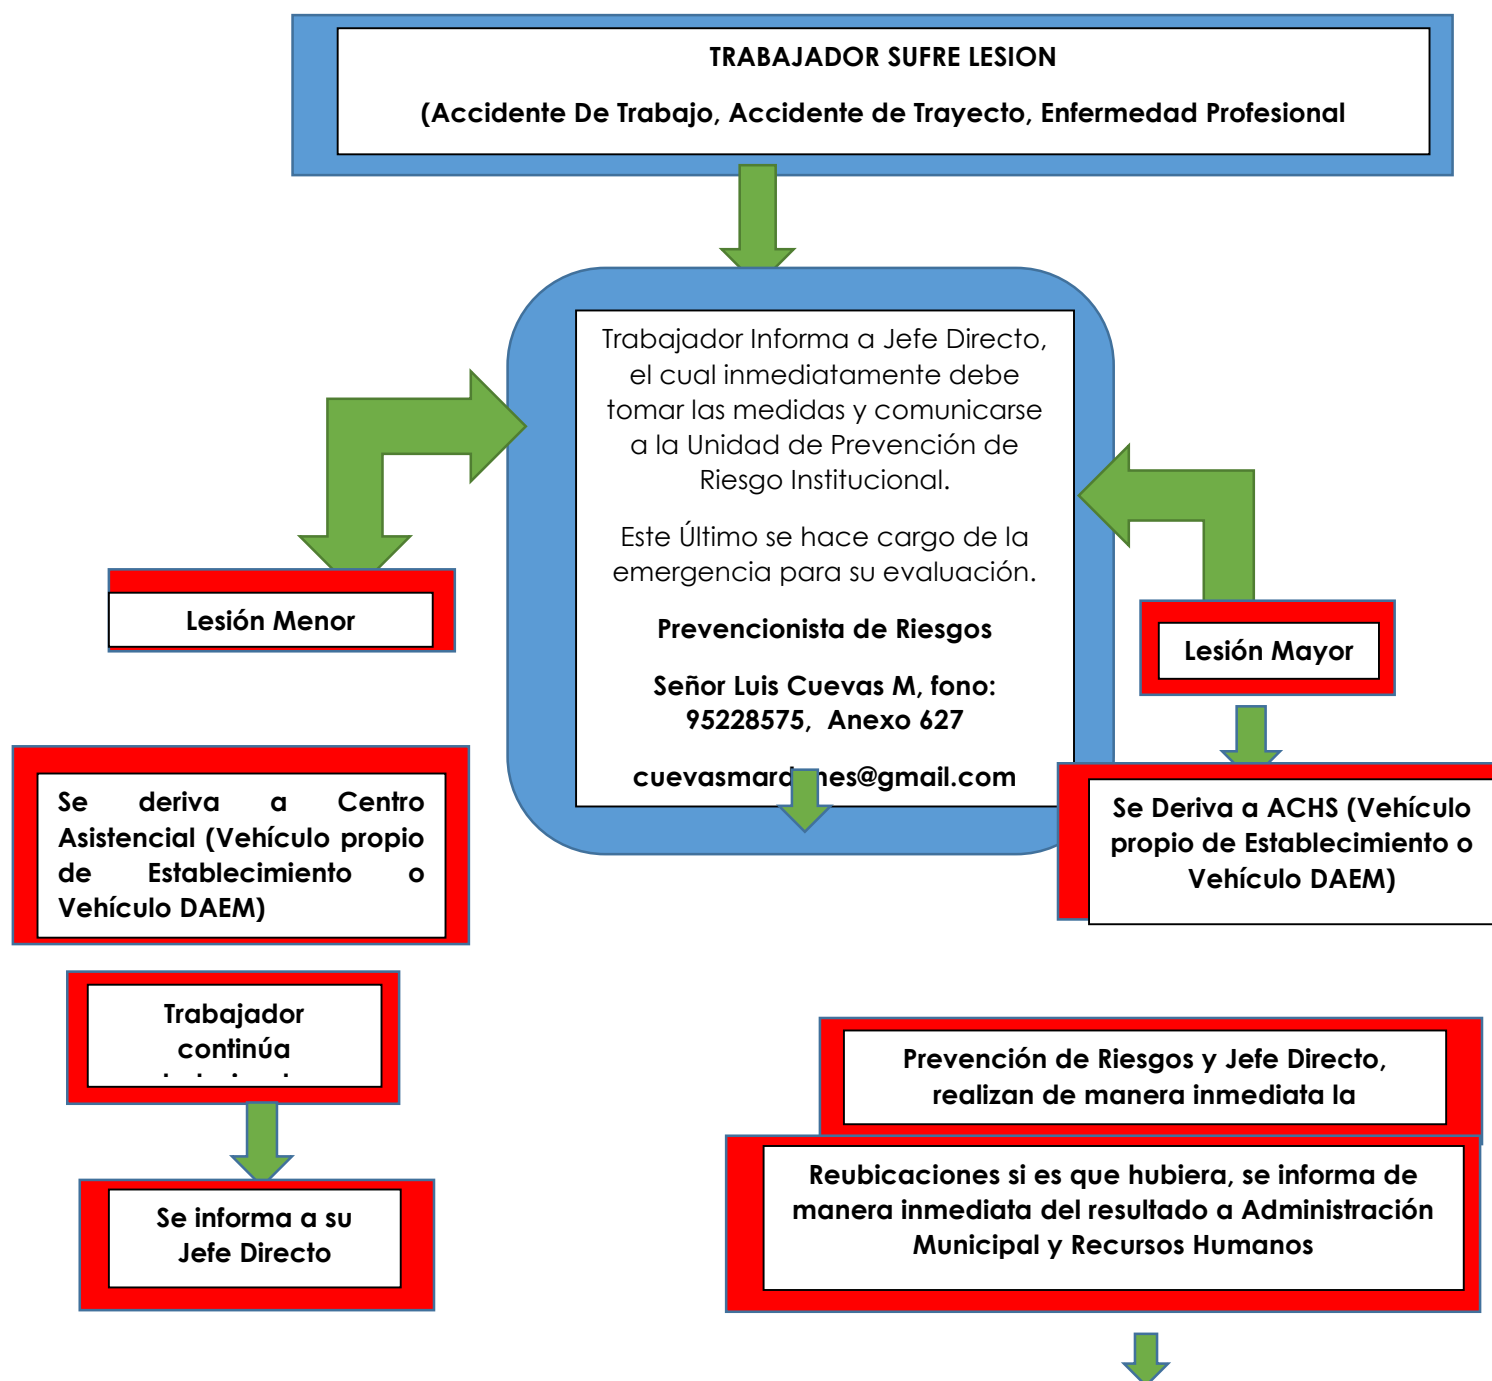 TRABAJADOR SUFRE LESION
(Accidente De Trabajo, Accidente de Trayecto, Enfermedad Profesional
Trabajador Informa a Jefe Directo,
el cual inmediatamente debe
tomar las medidas y comunicarse
a la Unidad de Prevención de
Riesgo Institucional.
Este Último se hace cargo de la
emergencia para su evaluación.
Prevencionista de Riesgos
Señor Luis Cuevas M, fono:
95228575, Anexo 627
Lesión Menor
Lesión Mayor
Se deriva a Centro
Asistencial (Vehículo propio
de Establecimiento o
Vehículo DAEM)
Se Deriva a ACHS (Vehículo
propio de Establecimiento o
Vehículo DAEM)
Trabajador
continúa
Se informa a su
Jefe Directo
Prevención de Riesgos y Jefe Directo,
realizan de manera inmediata la
Reubicaciones si es que hubiera, se informa de
manera inmediata del resultado a Administración
Municipal y Recursos Humanos